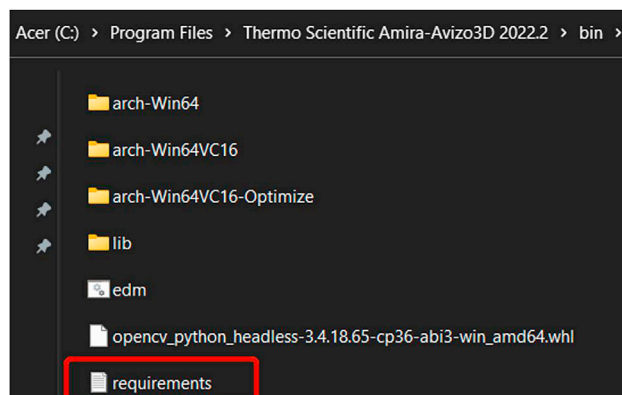 Acer (C:) > Program Files > Thermo Scientific Amira-Avizo3D 2022.2 > bin >
arch-Win64
arch-Win64VC16
arch-Win64VC16-Optimize
lib
edm
opencv_python_headless-3.4.18.65-cp36-abi3-win_amd64.whl
requirements